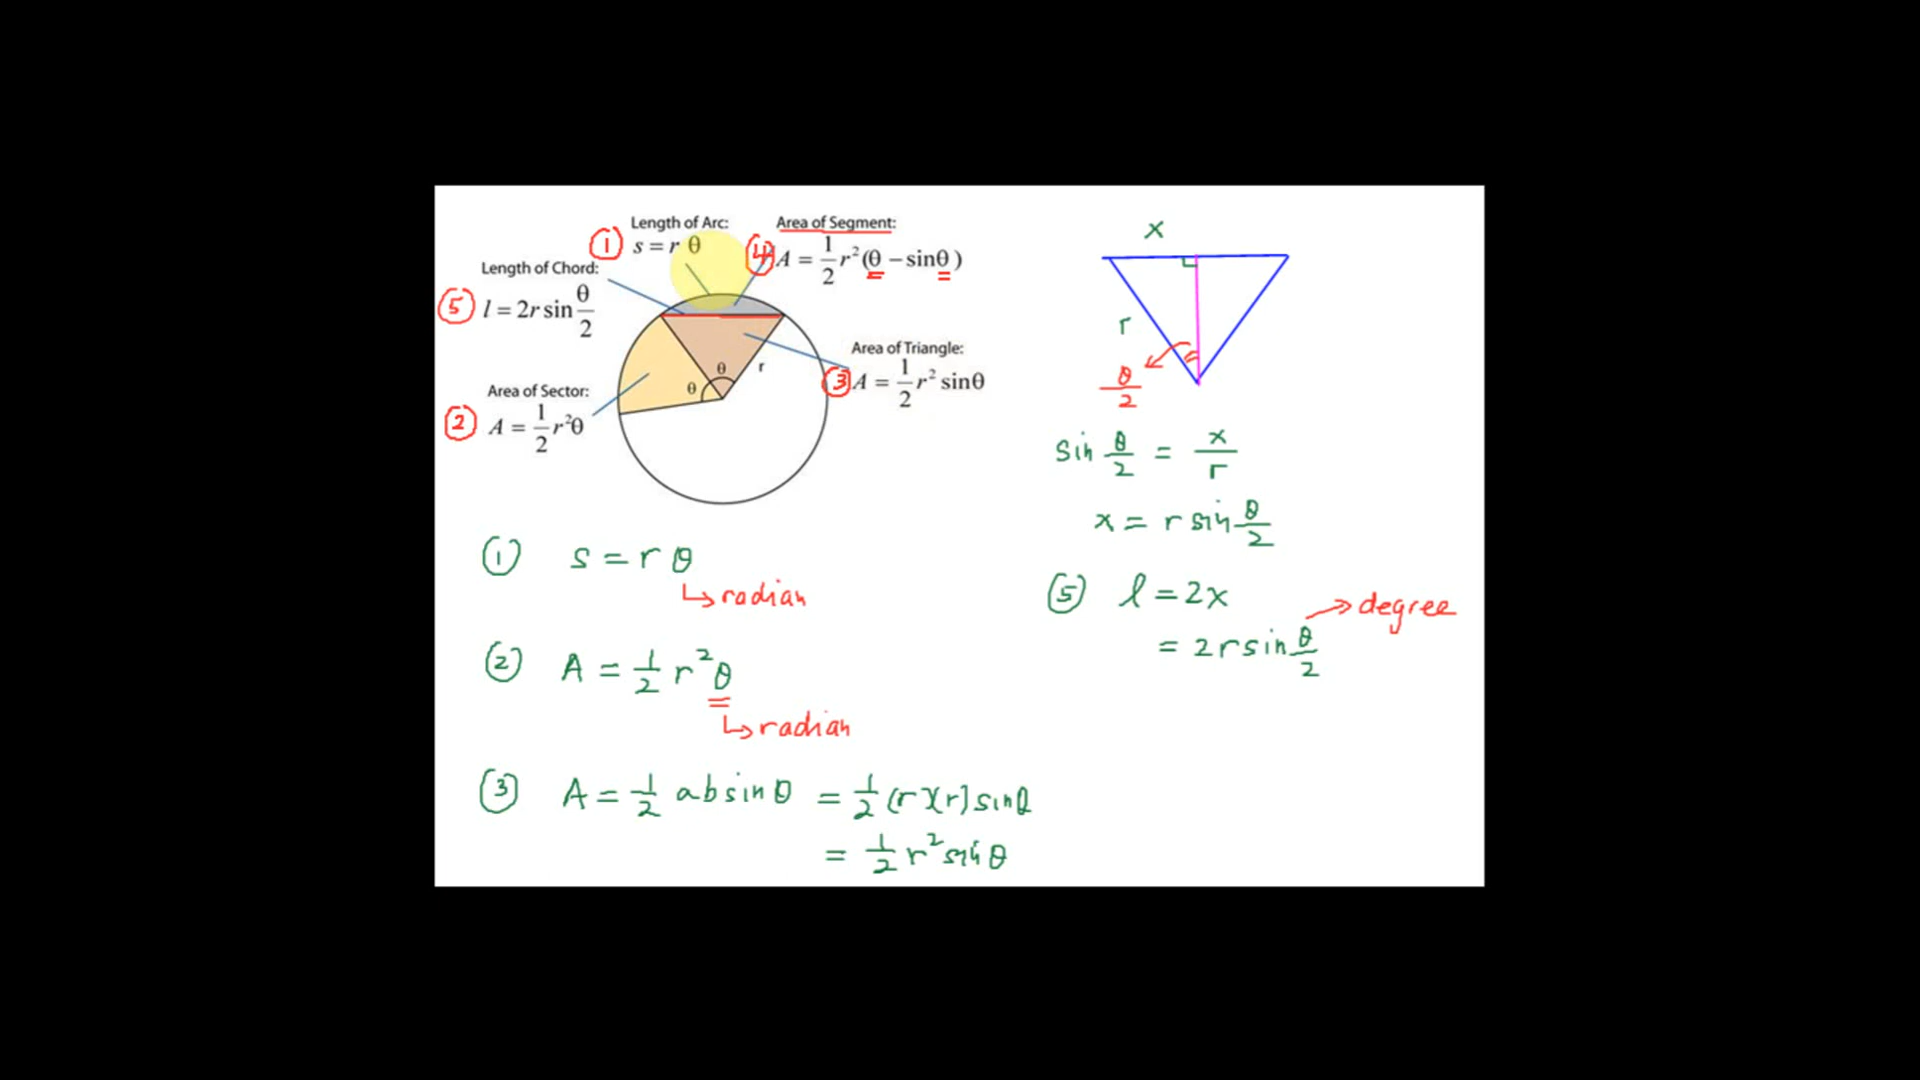 Length of Arc:
① s = r θ
Area of Segment:
④ A = 1/2 r²(θ − sinθ)
Length of Chord:
⑤ l = 2r sin θ/2
Area of Triangle:
③ A = 1/2 r² sinθ
Area of Sector:
② A = 1/2 r²θ
θ
θ
r
x
r
θ/2
sin θ/2 = x/r
x = r sin θ/2
① s = r θ
↳ radian
② A = 1/2 r² θ
↳ radian
③ A = 1/2 ab sin θ = 1/2 (r)(r) sin θ
= 1/2 r² sin θ
⑤ l = 2x
→ degree
= 2r sin θ/2